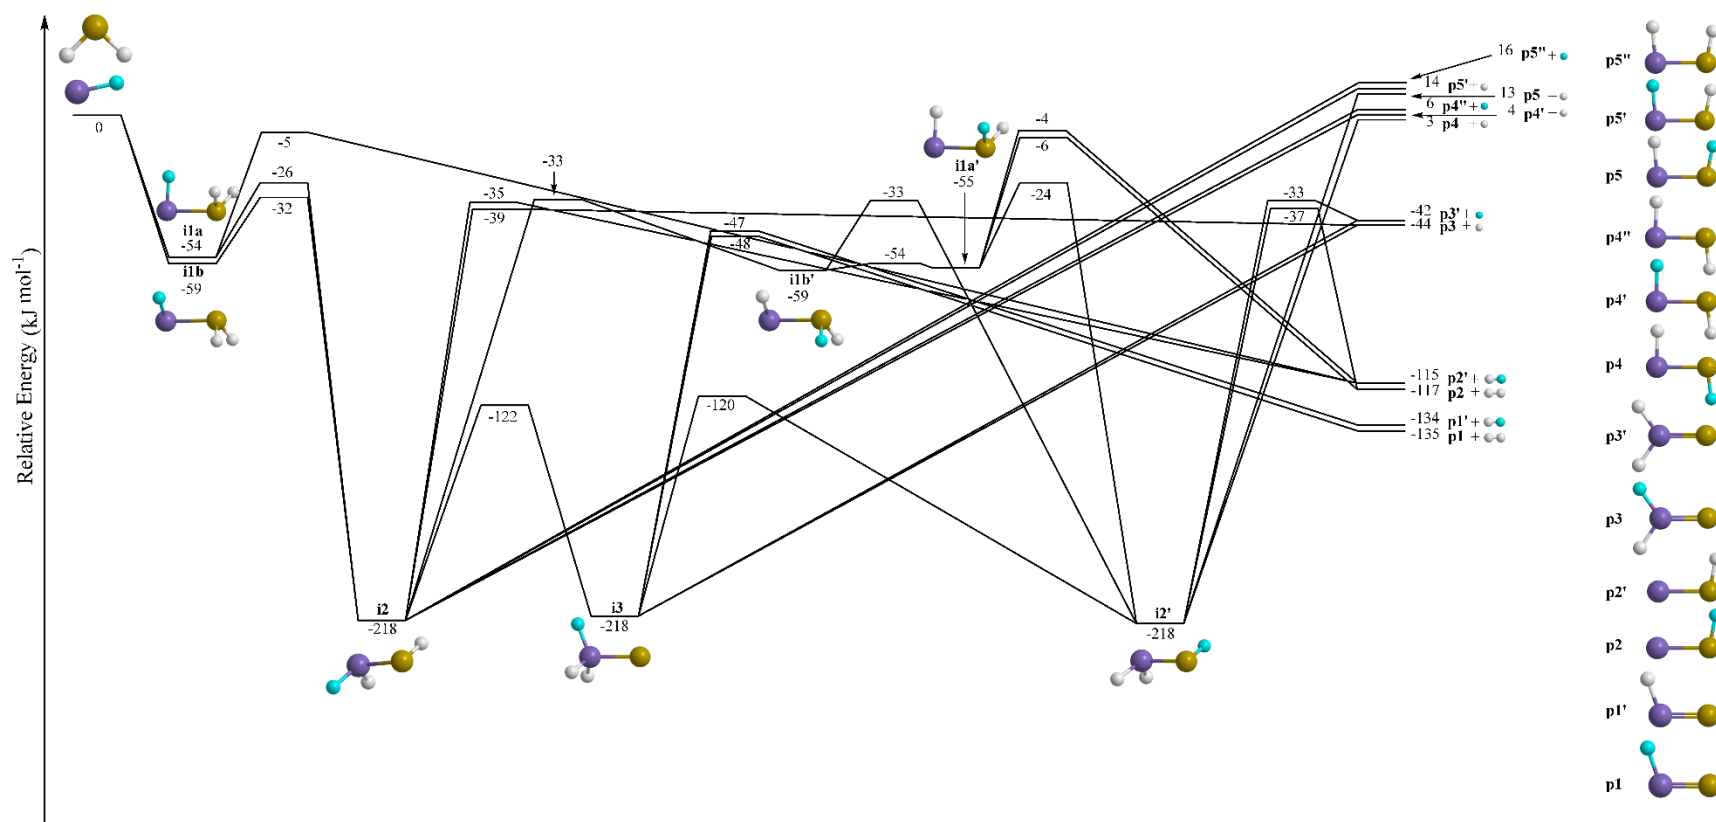 Relative Energy (kJ mol-1)
0
i1a
-54
i1b
-59
-5
-26
-32
i2
-218
-35
-39
-122
-33
i3
-218
-47
-48
-120
i1b'
-59
-33
-54
i1a'
-55
-4
-6
-24
i2'
-218
-33
-37
16 p5'' +
14 p5' +
13 p5 –
6 p4'' +
4 p4' –
3 p4 +
-42 p3' +
-44 p3 +
-115 p2' +
-117 p2 +
-134 p1' +
-135 p1 +
p5''
p5'
p5
p4''
p4'
p4
p3'
p3
p2'
p2
p1'
p1